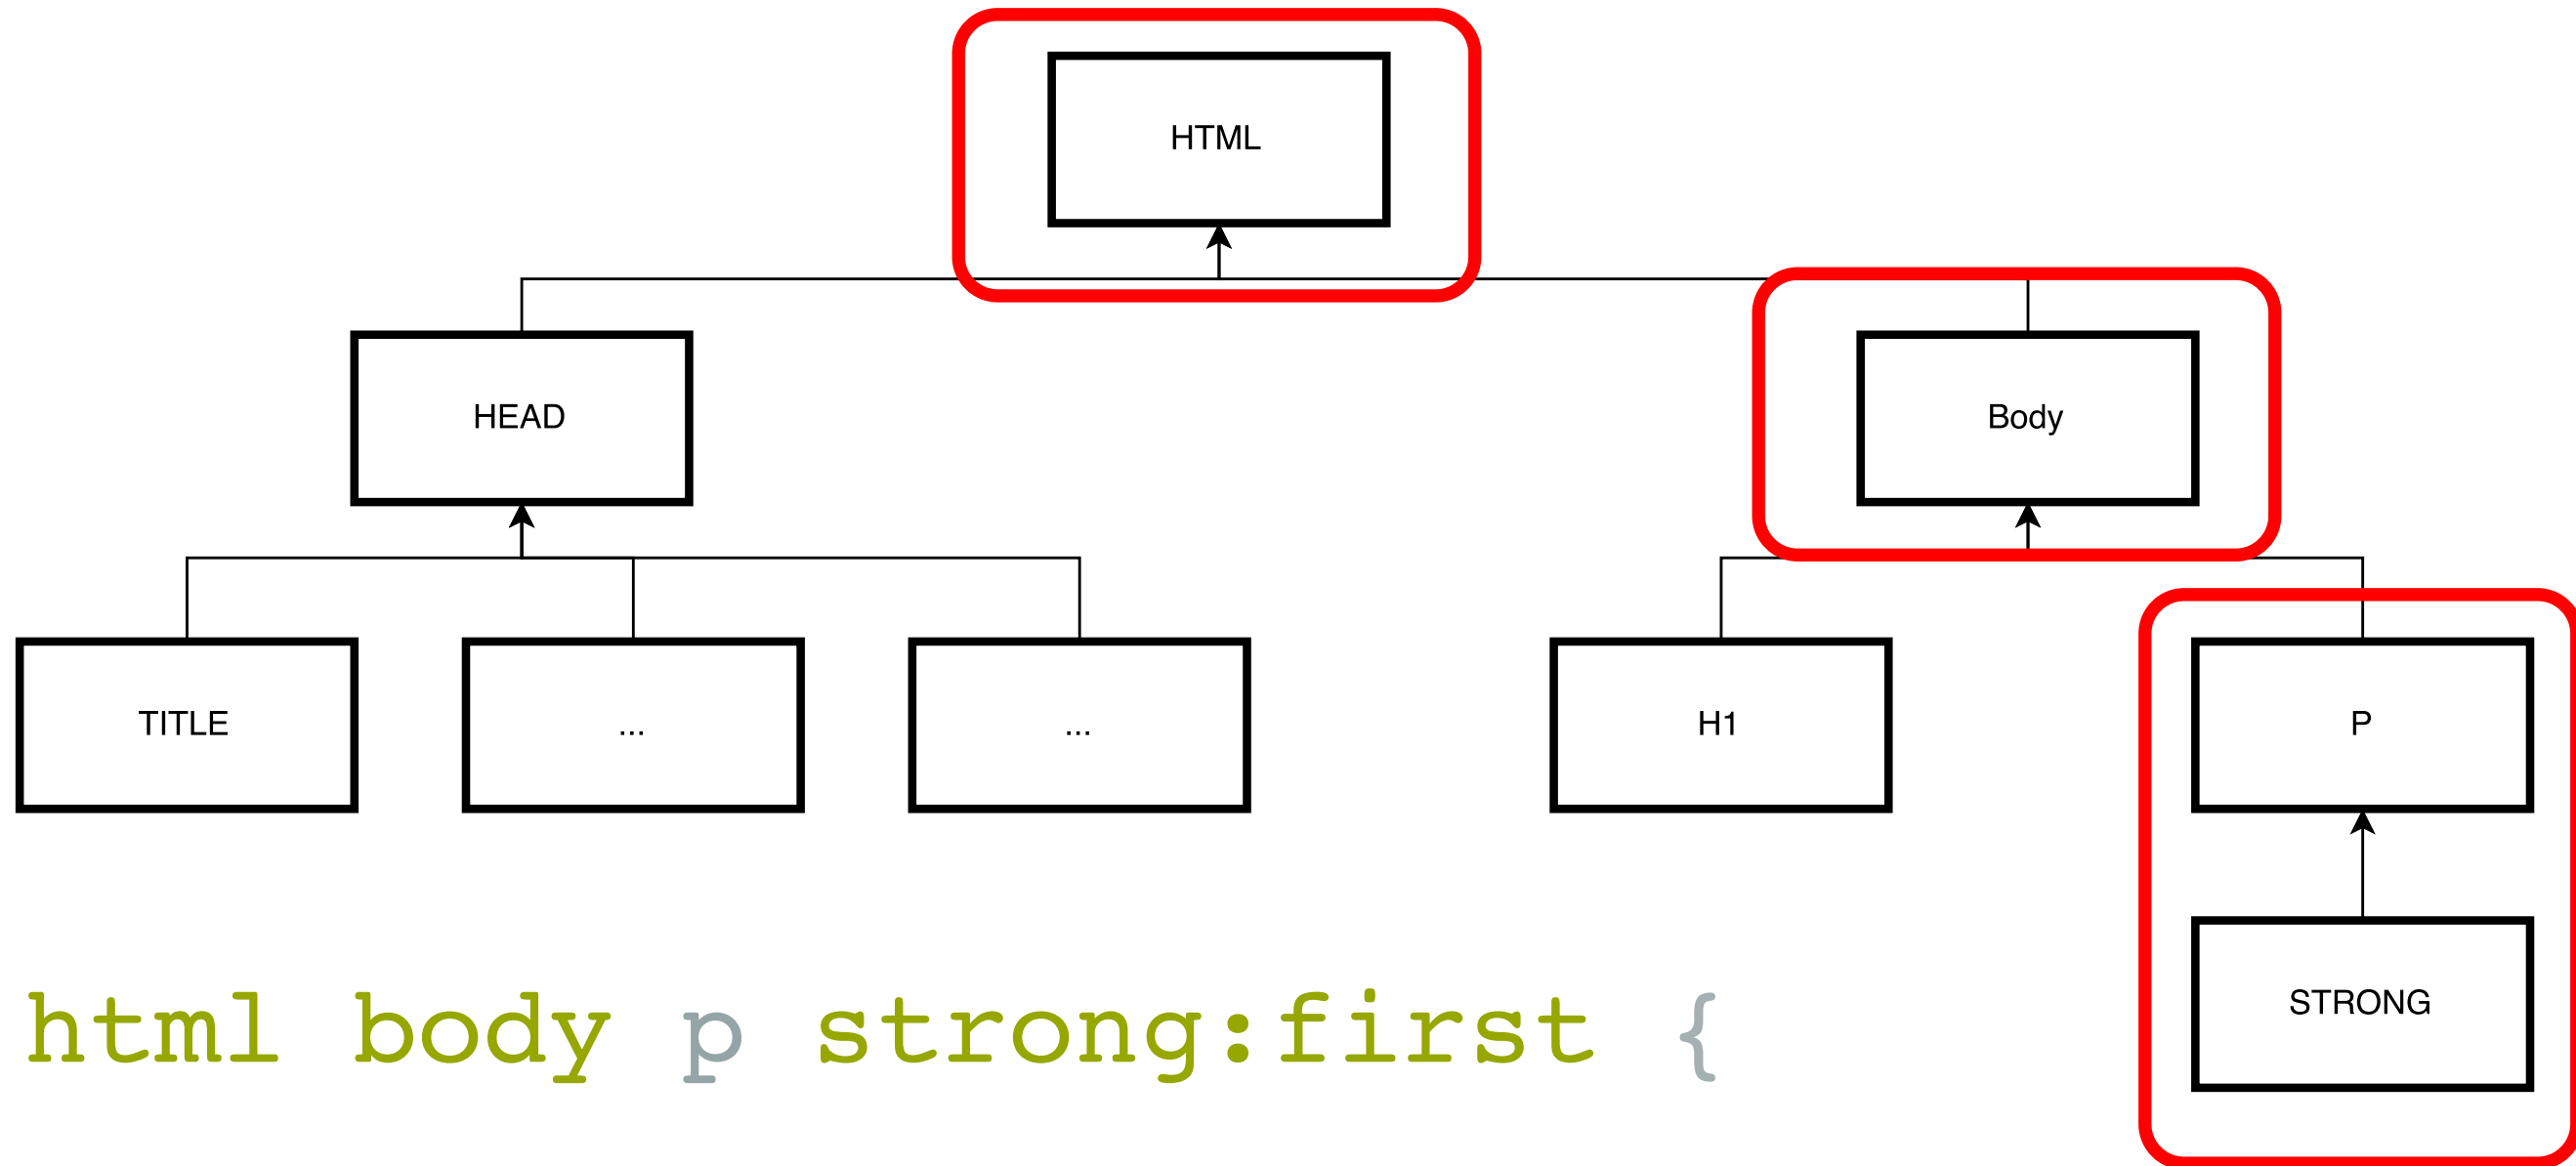 HTML
HEAD
Body
TITLE
...
...
H1
P
STRONG
html body p strong:first {